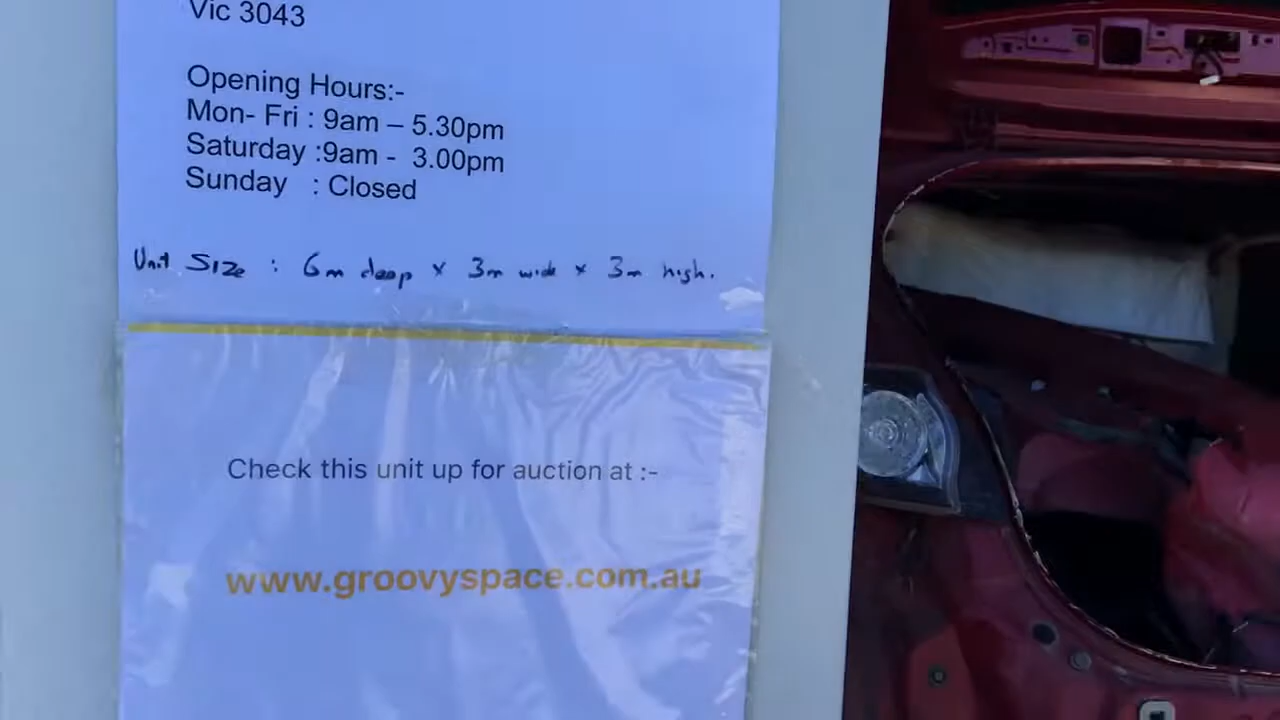 Vic 3043
Opening Hours:-
Mon- Fri : 9am – 5.30pm
Saturday :9am - 3.00pm
Sunday : Closed
Unit Size : 6m deep x 3m wide x 3m high.
Check this unit up for auction at :-
www.groovyspace.com.au